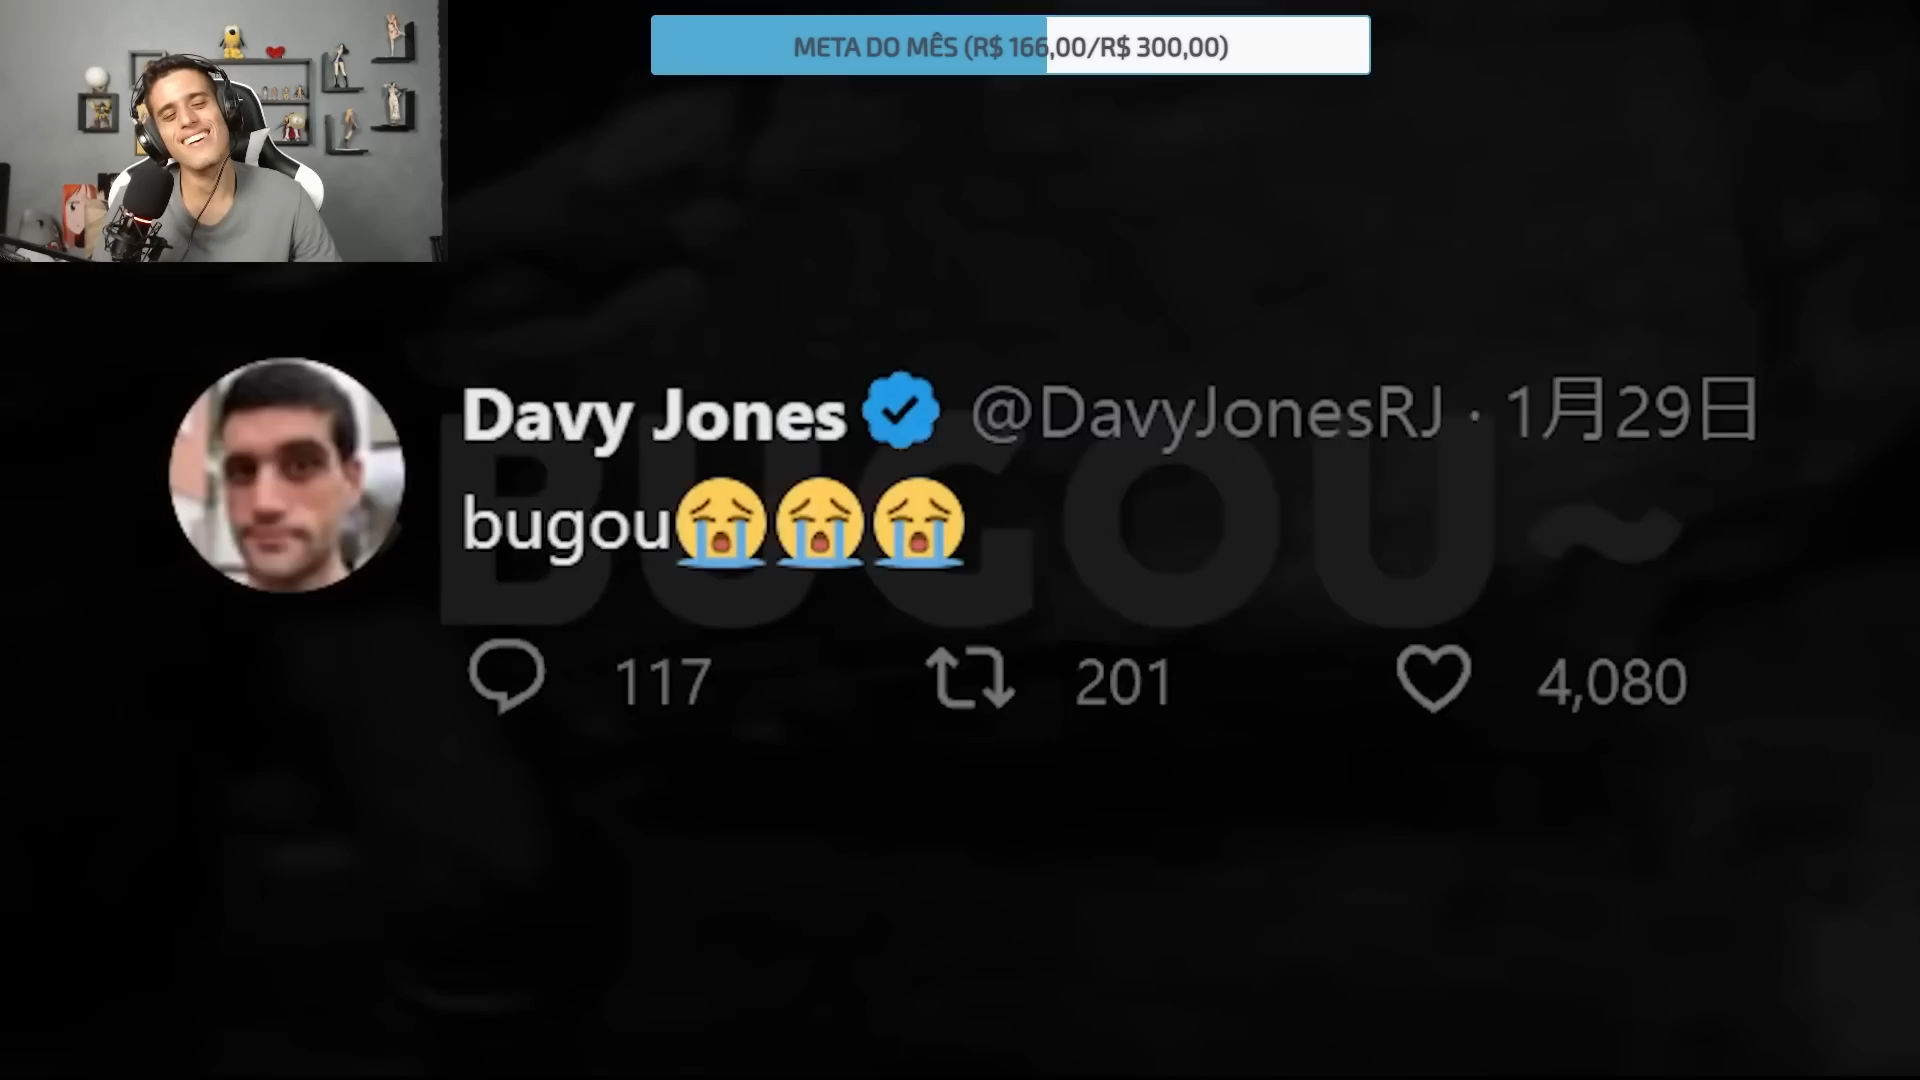 META DO MÊS (R$ 166,00/R$ 300,00)
Davy Jones @DavyJonesRJ · 1月29日
bugou😭😭😭
BUGOU~
117 201 4,080